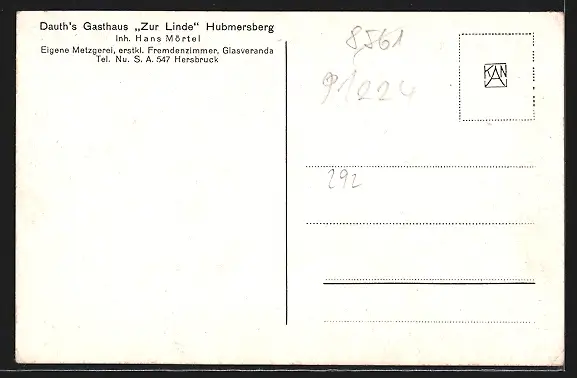 Dauth's Gasthaus „Zur Linde" Hubmersberg
Inh. Hans Mörtel
Eigene Metzgerei, erstkl. Fremdenzimmer, Glasveranda
Tel. Nu. S. A. 547 Hersbruck
8561
91224
KAN
292